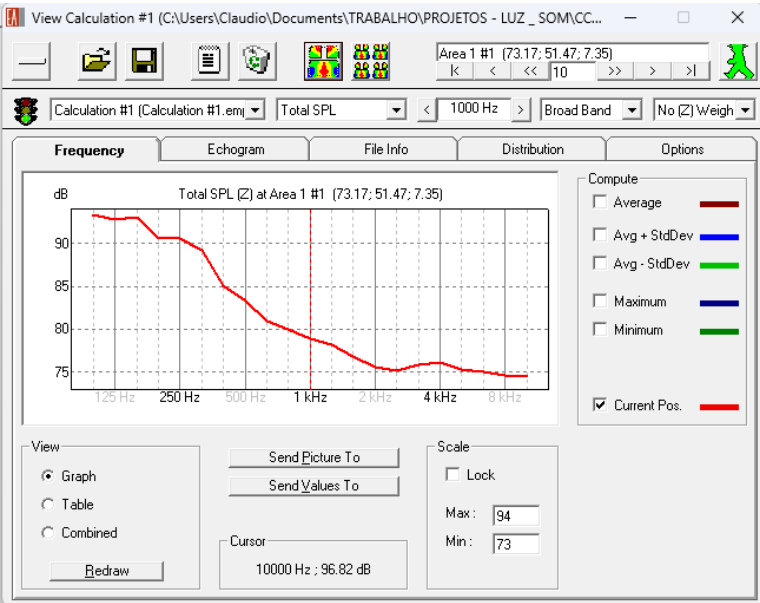 View Calculation #1 (C:\Users\Claudio\Documents\TRABALHO\PROJETOS - LUZ _ SOM\CC...
Area 1 #1 (73.17; 51.47; 7.35)
10
Calculation #1 (Calculation #1.em
Total SPL
1000 Hz
Broad Band
No (Z) Weigh
Frequency
Echogram
File Info
Distribution
Options
dB
Total SPL (Z) at Area 1 #1 (73.17; 51.47; 7.35)
90
85
80
75
125 Hz 250 Hz 500 Hz 1 kHz 2 kHz 4 kHz 8 kHz
Compute
Average
Avg + StdDev
Avg - StdDev
Maximum
Minimum
Current Pos.
View
Graph
Table
Combined
Redraw
Send Picture To
Send Values To
Cursor
10000 Hz ; 96.82 dB
Scale
Lock
Max : 94
Min : 73